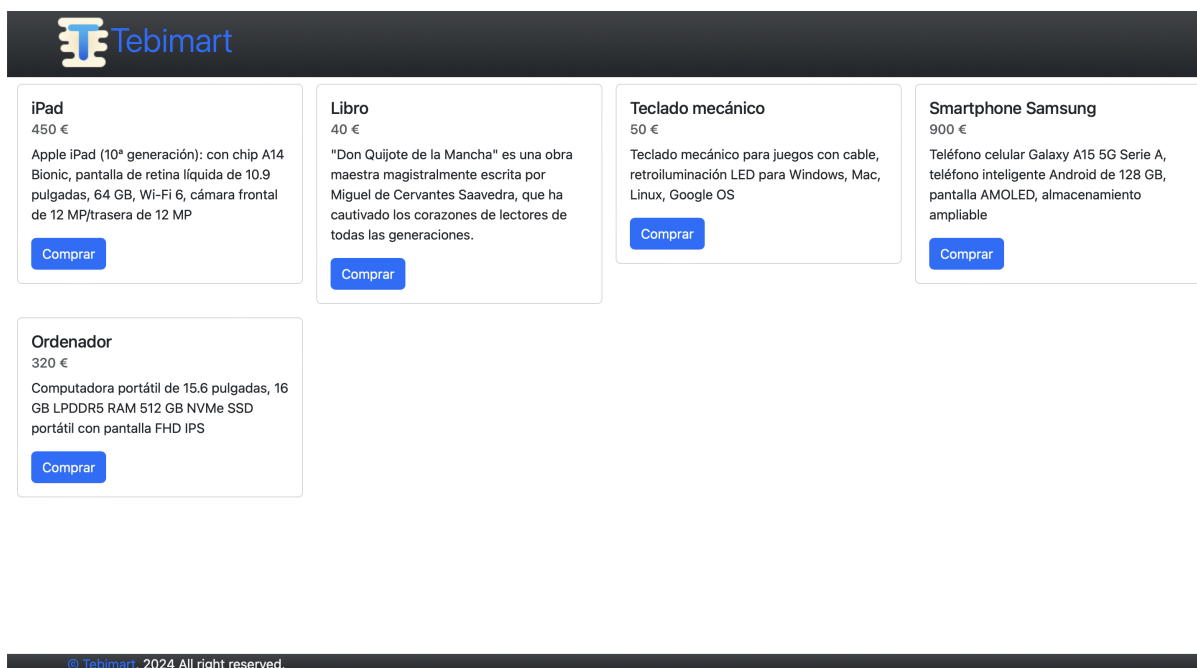 Tebimart
iPad
450 €
Apple iPad (10ª generación): con chip A14
Bionic, pantalla de retina líquida de 10.9
pulgadas, 64 GB, Wi-Fi 6, cámara frontal
de 12 MP/trasera de 12 MP
Comprar
Libro
40 €
"Don Quijote de la Mancha" es una obra
maestra magistralmente escrita por
Miguel de Cervantes Saavedra, que ha
cautivado los corazones de lectores de
todas las generaciones.
Comprar
Teclado mecánico
50 €
Teclado mecánico para juegos con cable,
retroiluminación LED para Windows, Mac,
Linux, Google OS
Comprar
Smartphone Samsung
900 €
Teléfono celular Galaxy A15 5G Serie A,
teléfono inteligente Android de 128 GB,
pantalla AMOLED, almacenamiento
ampliable
Comprar
Ordenador
320 €
Computadora portátil de 15.6 pulgadas, 16
GB LPDDR5 RAM 512 GB NVMe SSD
portátil con pantalla FHD IPS
Comprar
© Tebimart, 2024 All right reserved.